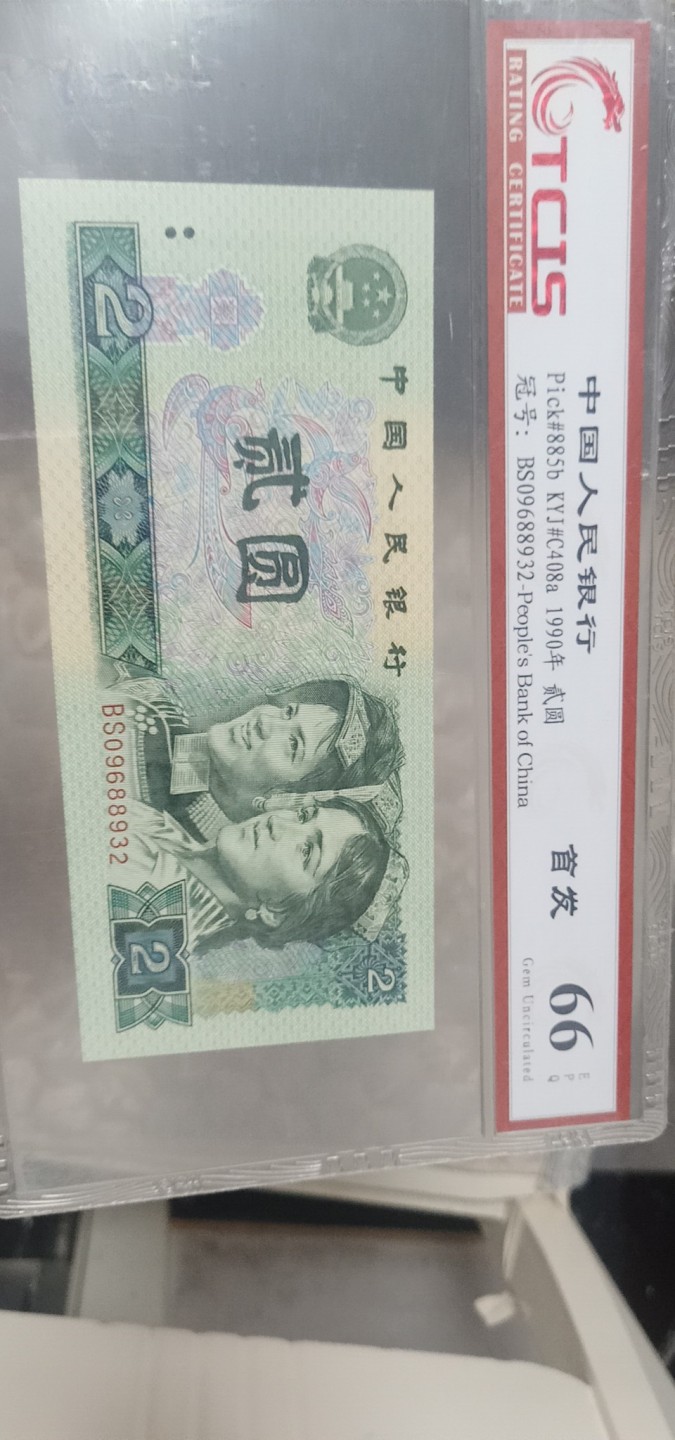 TCIS
RATING CERTIFICATE
中国人民银行
Pick#885b KYJ#C408a 1990年 贰圆
冠号: BS09688932-People's Bank of China
首发
66
EPQ
Gem Uncirculated
中国人民银行
贰圆
2
BS09688932
2
2